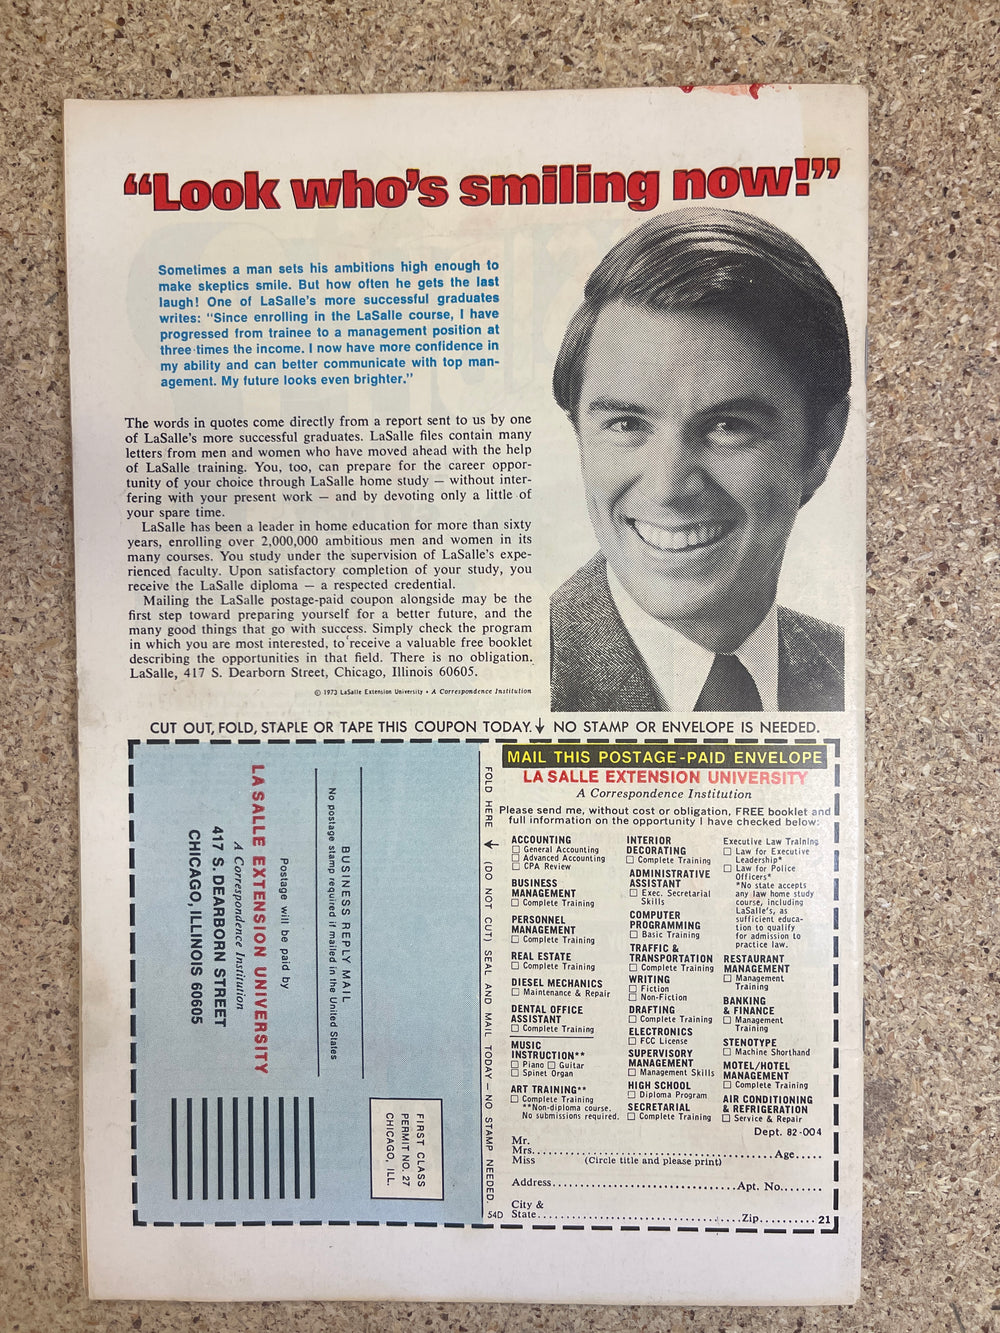 “Look who’s smiling now!”
Sometimes a man sets his ambitions high enough to
make skeptics smile. But how often he gets the last
laugh! One of LaSalle's more successful graduates
writes: "Since enrolling in the LaSalle course, I have
progressed from trainee to a management position at
three times the income. I now have more confidence in
my ability and can better communicate with top man-
agement. My future looks even brighter."
The words in quotes come directly from a report sent to us by one
of LaSalle's more successful graduates. LaSalle files contain many
letters from men and women who have moved ahead with the help
of LaSalle training. You, too, can prepare for the career oppor-
tunity of your choice through LaSalle home study — without inter-
fering with your present work — and by devoting only a little of
your spare time.
LaSalle has been a leader in home education for more than sixty
years, enrolling over 2,000,000 ambitious men and women in its
many courses. You study under the supervision of LaSalle's expe-
rienced faculty. Upon satisfactory completion of your study, you
receive the LaSalle diploma — a respected credential.
Mailing the LaSalle postage-paid coupon alongside may be the
first step toward preparing yourself for a better future, and the
many good things that go with success. Simply check the program
in which you are most interested, to receive a valuable free booklet
describing the opportunities in that field. There is no obligation.
LaSalle, 417 S. Dearborn Street, Chicago, Illinois 60605.
© 1973 LaSalle Extension University • A Correspondence Institution
CUT OUT, FOLD, STAPLE OR TAPE THIS COUPON TODAY. ↓ NO STAMP OR ENVELOPE IS NEEDED.
FIRST CLASS
PERMIT NO. 27
CHICAGO, ILL.
BUSINESS REPLY MAIL
No postage stamp required if mailed in the United States
Postage will be paid by
LA SALLE EXTENSION UNIVERSITY
A Correspondence Institution
417 S. DEARBORN STREET
CHICAGO, ILLINOIS 60605
FOLD HERE ↓ (DO NOT CUT) SEAL AND MAIL TODAY – NO STAMP NEEDED.
54D
MAIL THIS POSTAGE-PAID ENVELOPE
LA SALLE EXTENSION UNIVERSITY
A Correspondence Institution
Please send me, without cost or obligation, FREE booklet and
full information on the opportunity I have checked below:
ACCOUNTING
☐ General Accounting
☐ Advanced Accounting
☐ CPA Review
BUSINESS
MANAGEMENT
☐ Complete Training
PERSONNEL
MANAGEMENT
☐ Complete Training
REAL ESTATE
☐ Complete Training
DIESEL MECHANICS
☐ Maintenance & Repair
DENTAL OFFICE
ASSISTANT
☐ Complete Training
MUSIC
INSTRUCTION**
☐ Piano ☐ Guitar
☐ Spinet Organ
ART TRAINING**
☐ Complete Training
**Non-diploma course.
No submissions required.
INTERIOR
DECORATING
☐ Complete Training
ADMINISTRATIVE
ASSISTANT
☐ Exec. Secretarial
Skills
COMPUTER
PROGRAMMING
☐ Basic Training
TRAFFIC &
TRANSPORTATION
☐ Complete Training
WRITING
☐ Fiction
☐ Non-Fiction
DRAFTING
☐ Complete Training
ELECTRONICS
☐ FCC License
SUPERVISORY
MANAGEMENT
☐ Management Skills
HIGH SCHOOL
☐ Diploma Program
SECRETARIAL
☐ Complete Training
Executive Law Training
☐ Law for Executive
Leadership*
☐ Law for Police
Officers*
*No state accepts
any law home study
course, including
LaSalle's, as
sufficient educa-
tion to qualify
for admission to
practice law.
RESTAURANT
MANAGEMENT
☐ Management
Training
BANKING
& FINANCE
☐ Management
Training
STENOTYPE
☐ Machine Shorthand
MOTEL/HOTEL
MANAGEMENT
☐ Complete Training
AIR CONDITIONING
& REFRIGERATION
☐ Service & Repair
Dept. 82-004
Mr.
Mrs. Age
Miss (Circle title and please print)
Address Apt. No.
City &
State Zip 21